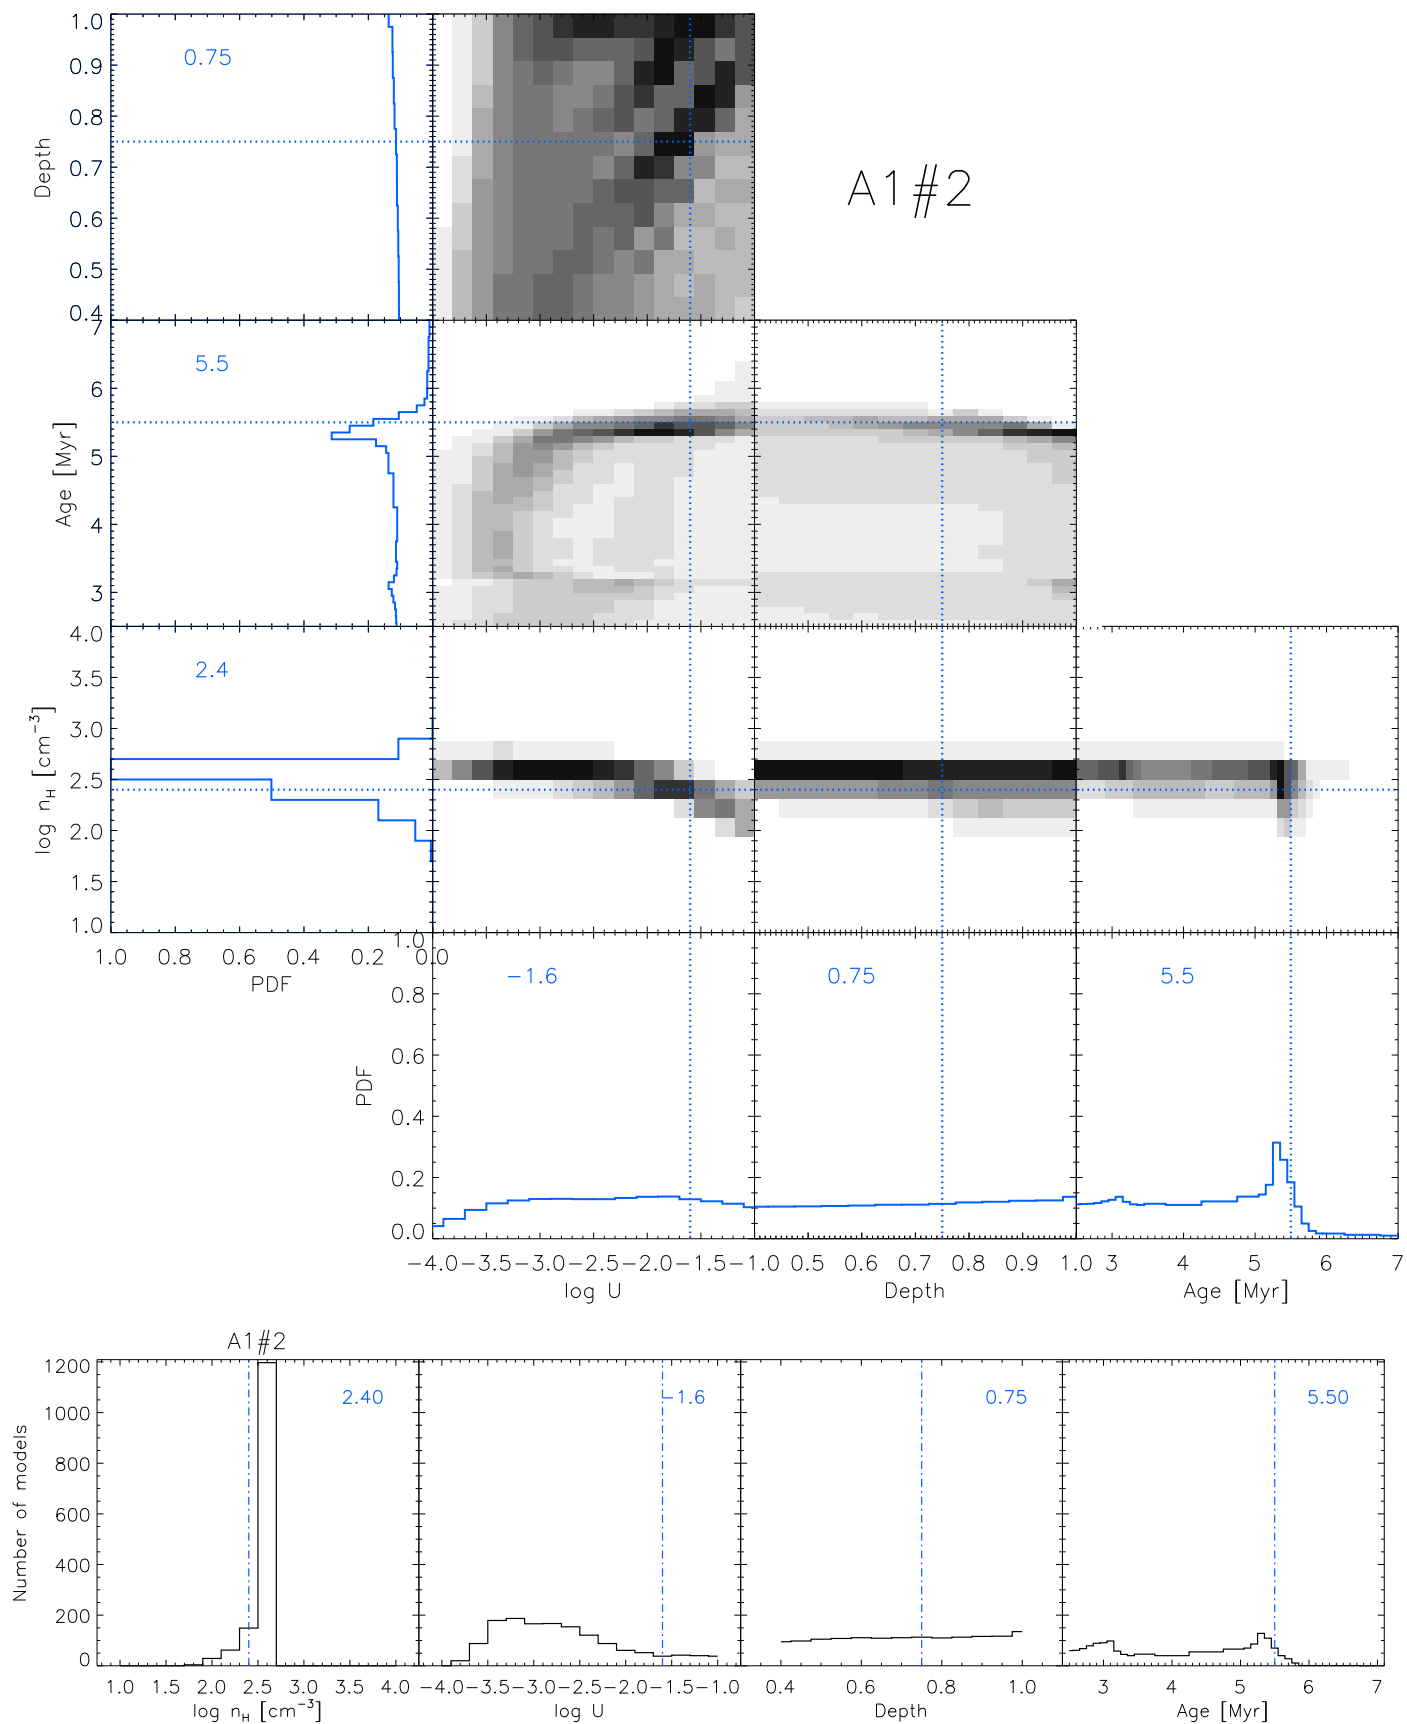 1.0
0.9
0.8
0.7
0.6
0.5
0.4
Depth
0.75
A1#2
7
6
5
4
3
Age [Myr]
5.5
4.0
3.5
3.0
2.5
2.0
1.5
1.0
log n_H [cm⁻³]
2.4
1.0 0.8 0.6 0.4 0.2 0.0
PDF
1.0
0.8
0.6
0.4
0.2
0.0
PDF
−1.6
0.75
5.5
−4.0 −3.5 −3.0 −2.5 −2.0 −1.5 −1.0 0.5 0.6 0.7 0.8 0.9 1.0 3 4 5 6 7
log U Depth Age [Myr]
A1#2
1200
1000
800
600
400
200
0
Number of models
2.40 −1.6 0.75 5.50
1.0 1.5 2.0 2.5 3.0 3.5 4.0 −4.0 −3.5 −3.0 −2.5 −2.0 −1.5 −1.0 0.4 0.6 0.8 1.0 3 4 5 6 7
log n_H [cm⁻³] log U Depth Age [Myr]